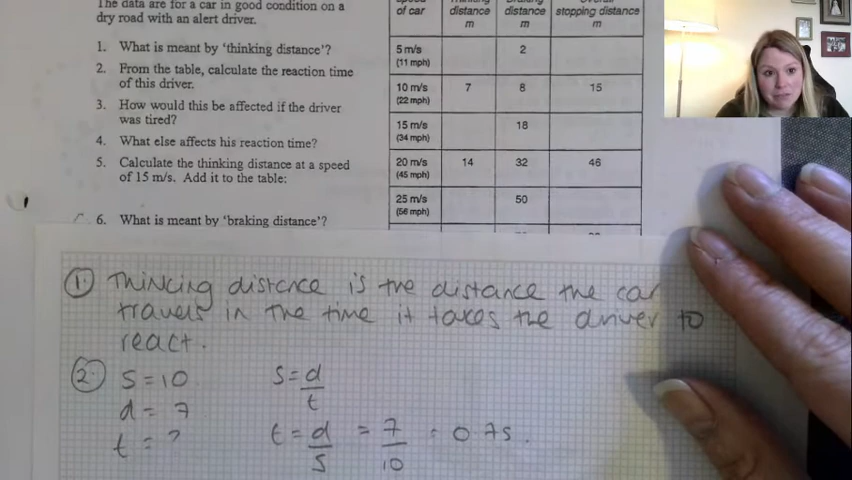 The data are for a car in good condition on a
dry road with an alert driver.
1. What is meant by 'thinking distance'?
2. From the table, calculate the reaction time
of this driver.
3. How would this be affected if the driver
was tired?
4. What else affects his reaction time?
5. Calculate the thinking distance at a speed
of 15 m/s. Add it to the table:
6. What is meant by 'braking distance'?
of car distance distance stopping distance
m m m
5 m/s 2
(11 mph)
10 m/s 7 8 15
(22 mph)
15 m/s 18
(34 mph)
20 m/s 14 32 46
(45 mph)
25 m/s 50
(56 mph)
① Thinking distance is the distance the car
travels in the time it takes the driver to
react.
② s = 10 s = d/t
d = 7
t = ? t = d/s = 7/10 = 0.7s.